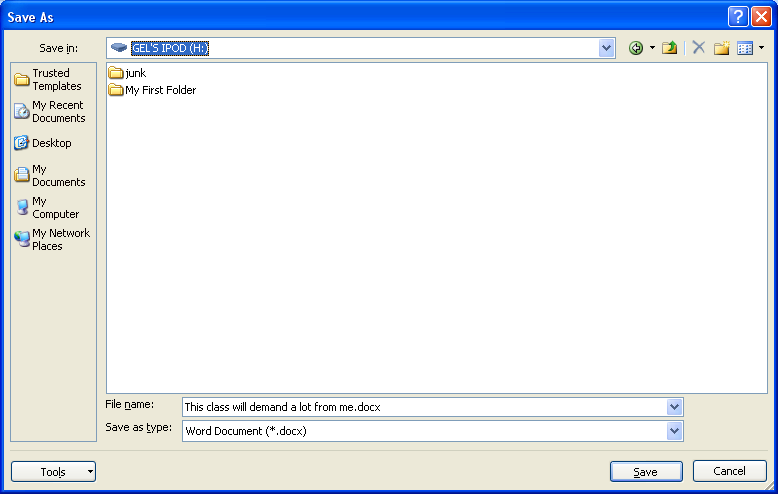 Save As
Save in:
GEL'S IPOD (H:)
Trusted
Templates
My Recent
Documents
Desktop
My
Documents
My
Computer
My Network
Places
junk
My First Folder
File name:
This class will demand a lot from me.docx
Save as type:
Word Document (*.docx)
Tools
Save
Cancel